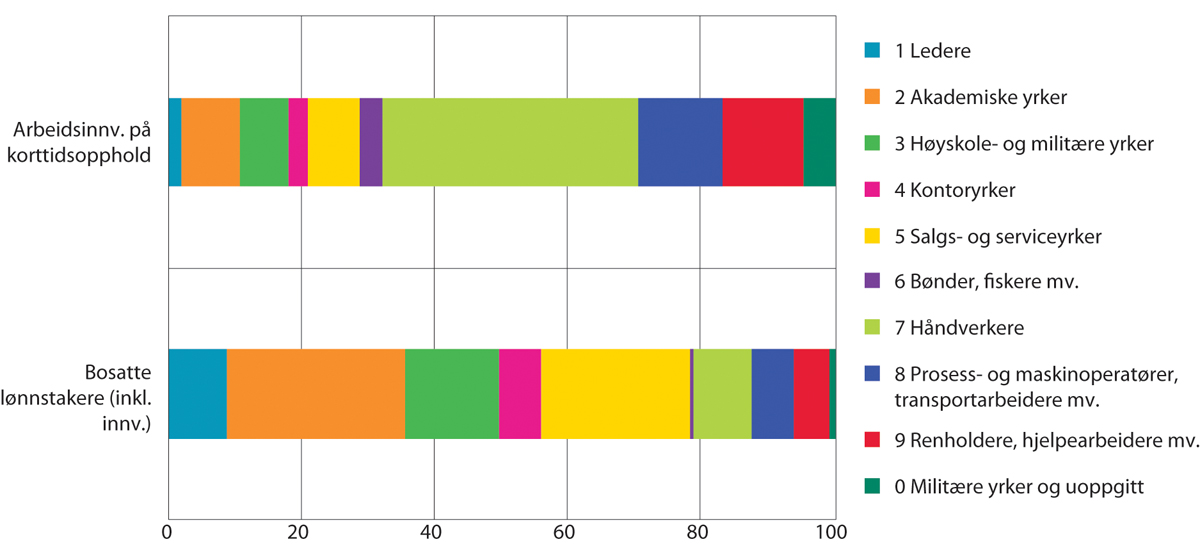 Arbeidsinnv. på
korttidsopphold
Bosatte
lønnstakere (inkl.
innv.)
0 20 40 60 80 100
1 Ledere
2 Akademiske yrker
3 Høyskole- og militære yrker
4 Kontoryrker
5 Salgs- og serviceyrker
6 Bønder, fiskere mv.
7 Håndverkere
8 Prosess- og maskinoperatører,
transportarbeidere mv.
9 Renholdere, hjelpearbeidere mv.
0 Militære yrker og uoppgitt